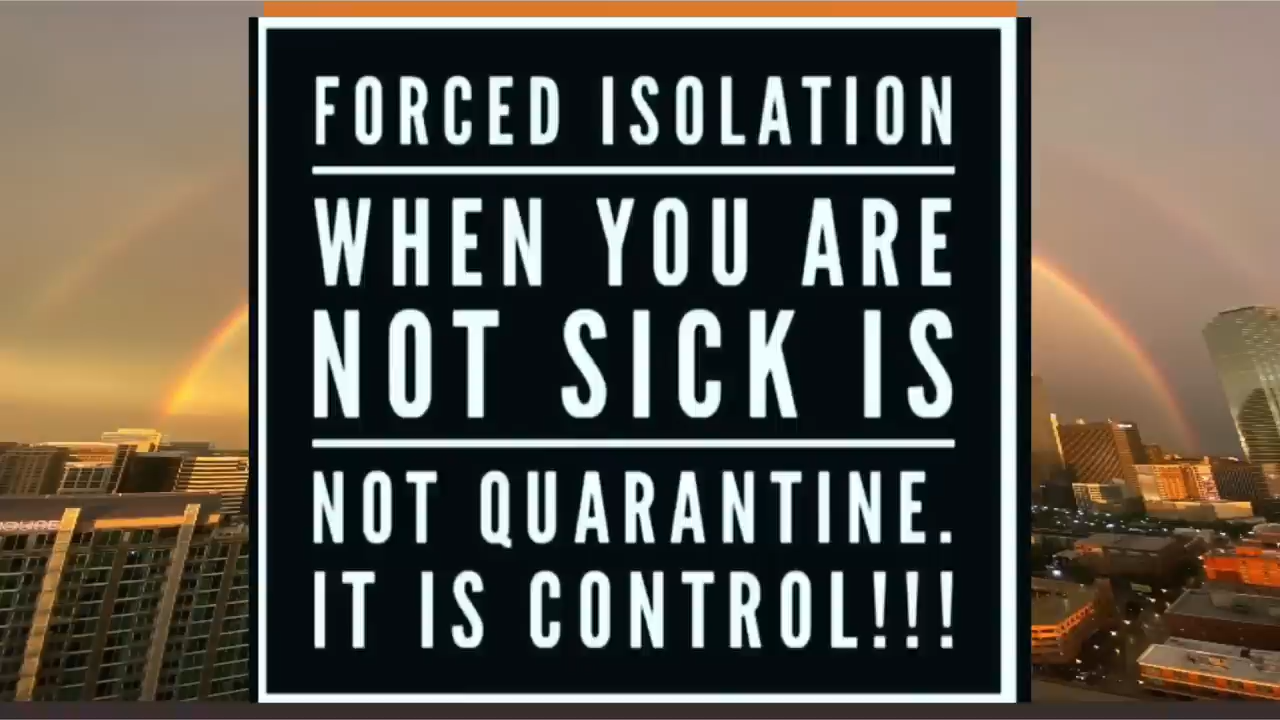 FORCED ISOLATION
WHEN YOU ARE
NOT SICK IS
NOT QUARANTINE.
IT IS CONTROL!!!